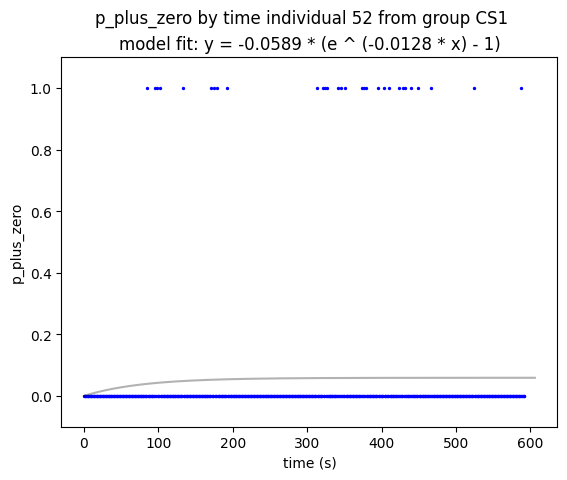 p_plus_zero by time individual 52 from group CS1
model fit: y = -0.0589 * (e ^ (-0.0128 * x) - 1)
1.0
0.8
0.6
0.4
0.2
0.0
p_plus_zero
0 100 200 300 400 500 600
time (s)